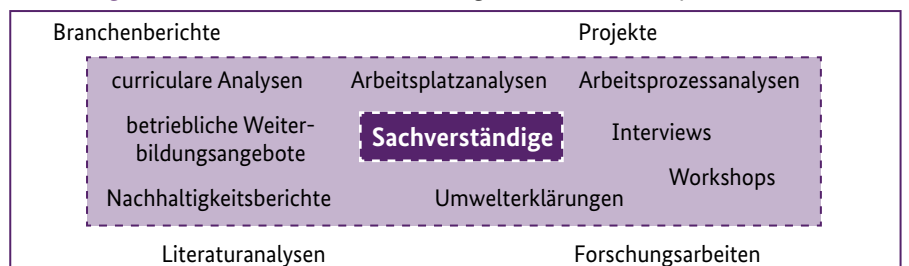 Branchenberichte Projekte
curriculare Analysen Arbeitsplatzanalysen Arbeitsprozessanalysen
betriebliche Weiter-
bildungsangebote
Sachverständige
Interviews
Workshops
Nachhaltigkeitsberichte Umwelterklärungen
Literaturanalysen Forschungsarbeiten